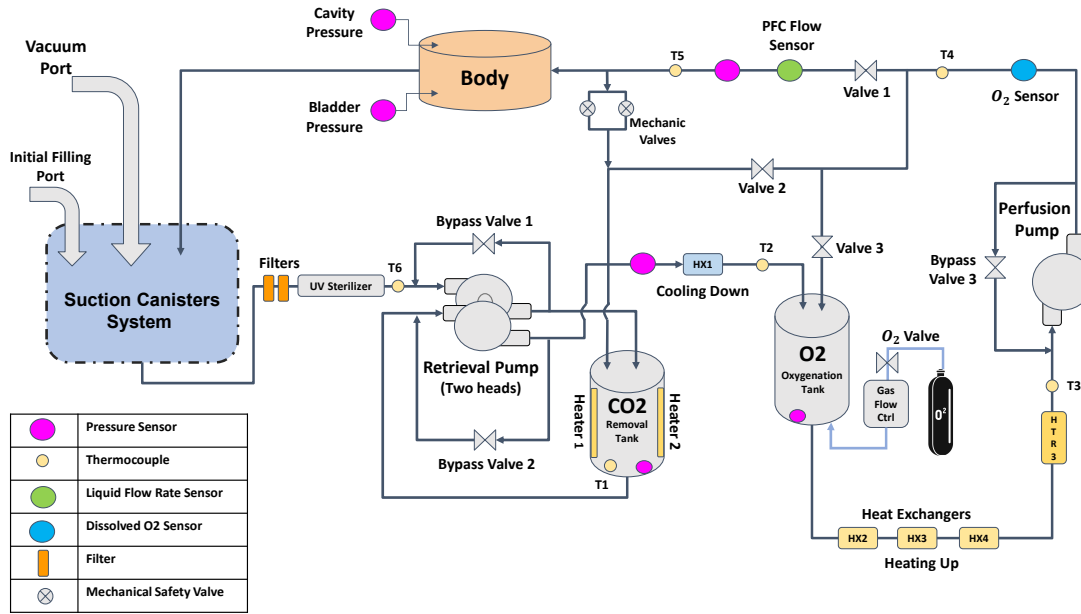 Cavity
Pressure
Vacuum
Port
Body
Bladder
Pressure
T5
PFC Flow
Sensor
Valve 1
T4
O₂ Sensor
Mechanic
Valves
Valve 2
Initial Filling
Port
Perfusion
Pump
Bypass Valve 1
Valve 3
Bypass
Valve 3
Filters
T6
UV Sterilizer
HX1
T2
Cooling Down
Suction Canisters
System
Retrieval Pump
(Two heads)
O2
Oxygenation
Tank
O₂ Valve
Gas
Flow
Ctrl
O²
T3
HTR3
CO2
Removal
Tank
Heater 1
Heater 2
T1
Bypass Valve 2
Heat Exchangers
HX2
HX3
HX4
Heating Up
Pressure Sensor
Thermocouple
Liquid Flow Rate Sensor
Dissolved O2 Sensor
Filter
Mechanical Safety Valve